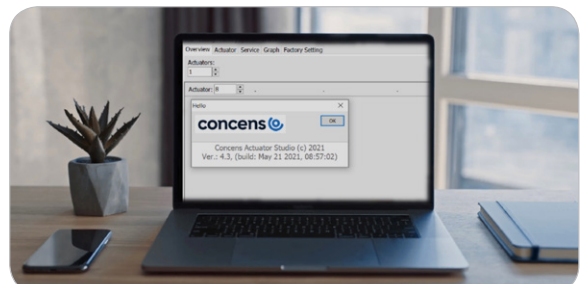 Overview Actuator Service Graph Factory Setting
Actuators:
1
Actuator: 0
Hello
concens
OK
Concens Actuator Studio (c) 2021
Ver.: 4.3, (build: May 21 2021, 08:57:02)